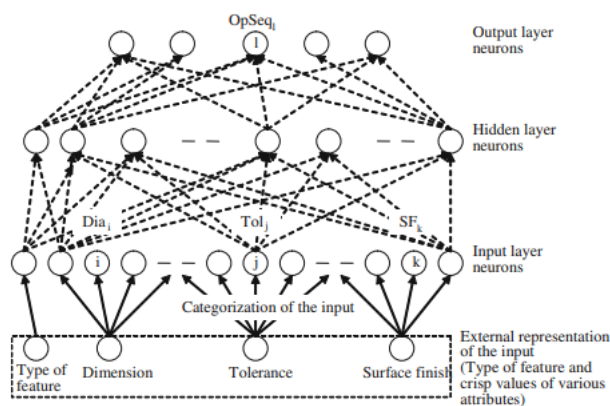 OpSeq_l
l
Output layer
neurons
Hidden layer
neurons
Dia_i
Tol_j
SF_k
i
j
k
Input layer
neurons
Categorization of the input
Type of
feature
Dimension
Tolerance
Surface finish
External representation
of the input
(Type of feature and
crisp values of various
attributes)